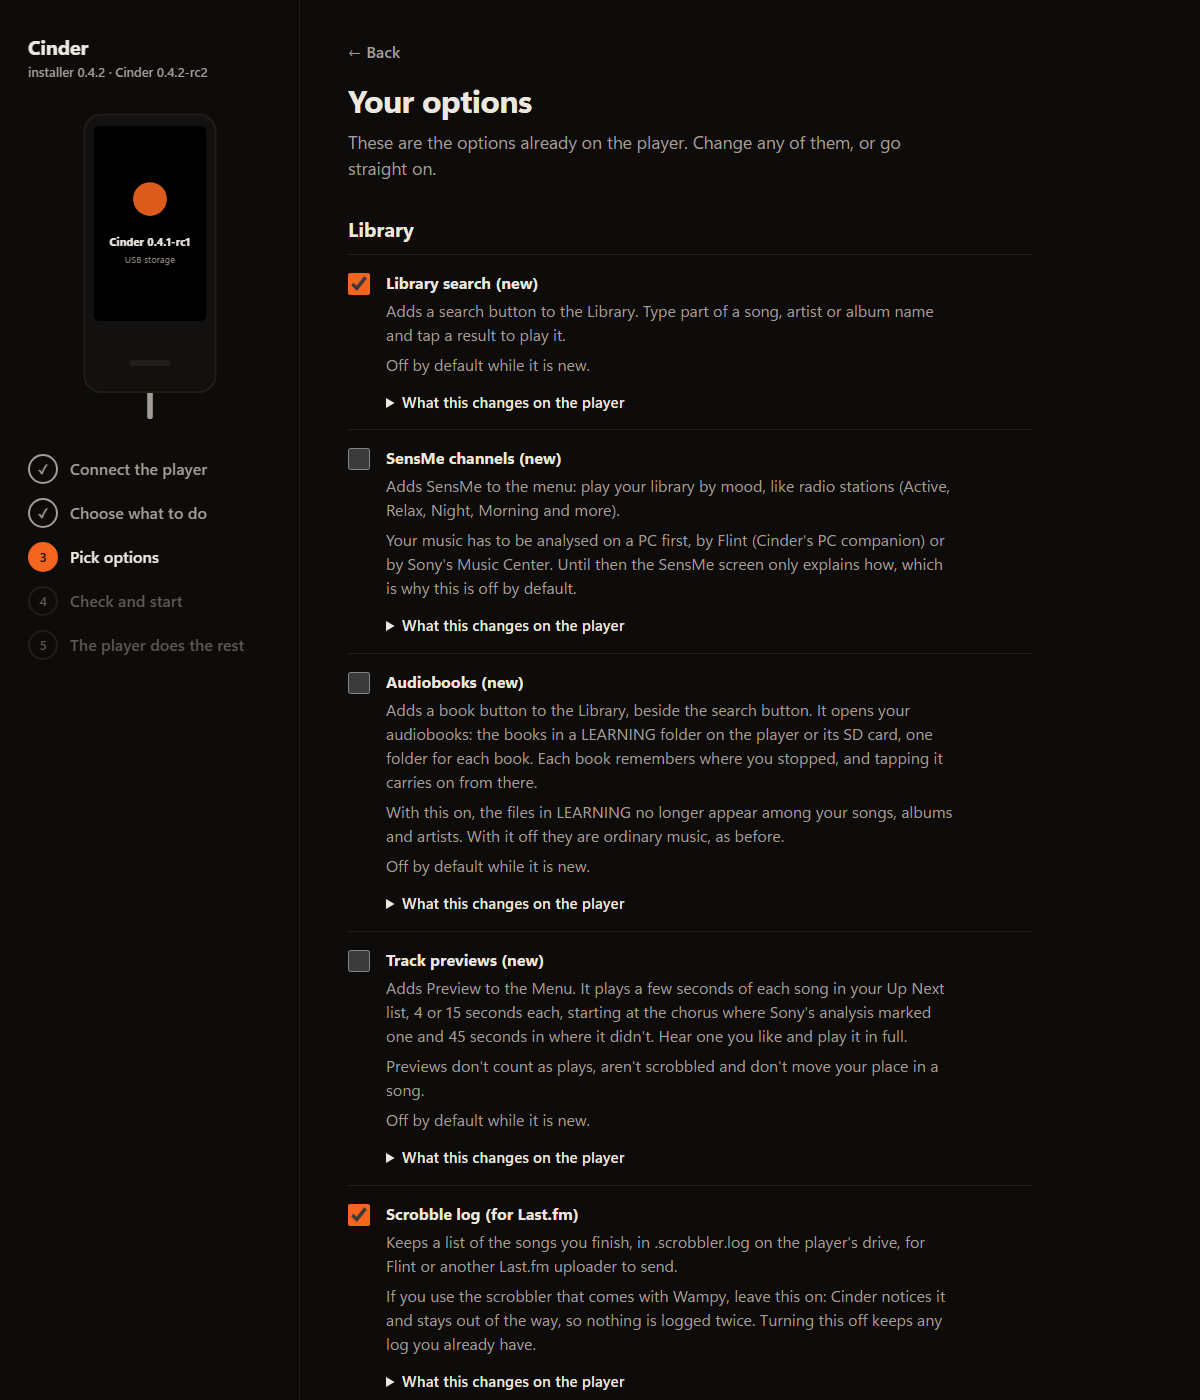 Cinder
installer 0.4.2 · Cinder 0.4.2-rc2
Cinder 0.4.1-rc1
USB storage
Connect the player
Choose what to do
3 Pick options
4 Check and start
5 The player does the rest
← Back
Your options
These are the options already on the player. Change any of them, or go
straight on.
Library
Library search (new)
Adds a search button to the Library. Type part of a song, artist or album name
and tap a result to play it.
Off by default while it is new.
What this changes on the player
SensMe channels (new)
Adds SensMe to the menu: play your library by mood, like radio stations (Active,
Relax, Night, Morning and more).
Your music has to be analysed on a PC first, by Flint (Cinder's PC companion) or
by Sony's Music Center. Until then the SensMe screen only explains how, which
is why this is off by default.
What this changes on the player
Audiobooks (new)
Adds a book button to the Library, beside the search button. It opens your
audiobooks: the books in a LEARNING folder on the player or its SD card, one
folder for each book. Each book remembers where you stopped, and tapping it
carries on from there.
With this on, the files in LEARNING no longer appear among your songs, albums
and artists. With it off they are ordinary music, as before.
Off by default while it is new.
What this changes on the player
Track previews (new)
Adds Preview to the Menu. It plays a few seconds of each song in your Up Next
list, 4 or 15 seconds each, starting at the chorus where Sony's analysis marked
one and 45 seconds in where it didn't. Hear one you like and play it in full.
Previews don't count as plays, aren't scrobbled and don't move your place in a
song.
Off by default while it is new.
What this changes on the player
Scrobble log (for Last.fm)
Keeps a list of the songs you finish, in .scrobbler.log on the player's drive, for
Flint or another Last.fm uploader to send.
If you use the scrobbler that comes with Wampy, leave this on: Cinder notices it
and stays out of the way, so nothing is logged twice. Turning this off keeps any
log you already have.
What this changes on the player